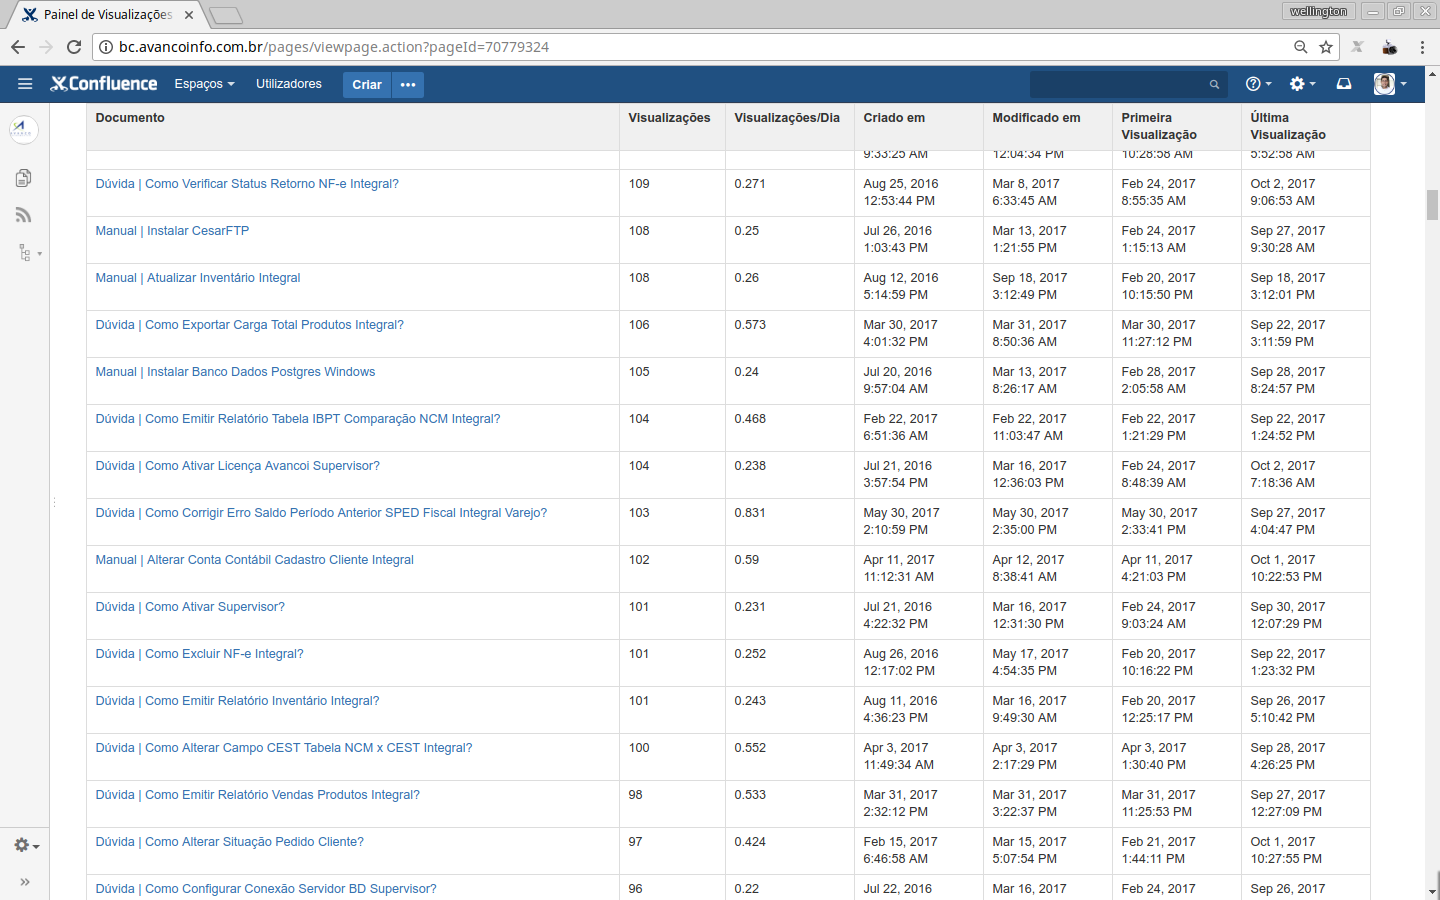 Painel de Visualizações
wellington
bc.avancoinfo.com.br/pages/viewpage.action?pageId=70779324
Confluence Espaços Utilizadores Criar
Documento Visualizações Visualizações/Dia Criado em Modificado em Primeira Visualização Última Visualização
9:33:25 AM 12:04:34 PM 10:28:58 AM 5:52:58 AM
Dúvida | Como Verificar Status Retorno NF-e Integral? 109 0.271 Aug 25, 2016 Mar 8, 2017 Feb 24, 2017 Oct 2, 2017
12:53:44 PM 6:33:45 AM 8:55:35 AM 9:06:53 AM
Manual | Instalar CesarFTP 108 0.25 Jul 26, 2016 Mar 13, 2017 Feb 24, 2017 Sep 27, 2017
1:03:43 PM 1:21:55 PM 1:15:13 AM 9:30:28 AM
Manual | Atualizar Inventário Integral 108 0.26 Aug 12, 2016 Sep 18, 2017 Feb 20, 2017 Sep 18, 2017
5:14:59 PM 3:12:49 PM 10:15:50 PM 3:12:01 PM
Dúvida | Como Exportar Carga Total Produtos Integral? 106 0.573 Mar 30, 2017 Mar 31, 2017 Mar 30, 2017 Sep 22, 2017
4:01:32 PM 8:50:36 AM 11:27:12 PM 3:11:59 PM
Manual | Instalar Banco Dados Postgres Windows 105 0.24 Jul 20, 2016 Mar 13, 2017 Feb 28, 2017 Sep 28, 2017
9:57:04 AM 8:26:17 AM 2:05:58 AM 8:24:57 PM
Dúvida | Como Emitir Relatório Tabela IBPT Comparação NCM Integral? 104 0.468 Feb 22, 2017 Feb 22, 2017 Feb 22, 2017 Sep 22, 2017
6:51:36 AM 11:03:47 AM 1:21:29 PM 1:24:52 PM
Dúvida | Como Ativar Licença Avancoi Supervisor? 104 0.238 Jul 21, 2016 Mar 16, 2017 Feb 24, 2017 Oct 2, 2017
3:57:54 PM 12:36:03 PM 8:48:39 AM 7:18:36 AM
Dúvida | Como Corrigir Erro Saldo Período Anterior SPED Fiscal Integral Varejo? 103 0.831 May 30, 2017 May 30, 2017 May 30, 2017 Sep 27, 2017
2:10:59 PM 2:35:00 PM 2:33:41 PM 4:04:47 PM
Manual | Alterar Conta Contábil Cadastro Cliente Integral 102 0.59 Apr 11, 2017 Apr 12, 2017 Apr 11, 2017 Oct 1, 2017
11:12:31 AM 8:38:41 AM 4:21:03 PM 10:22:53 PM
Dúvida | Como Ativar Supervisor? 101 0.231 Jul 21, 2016 Mar 16, 2017 Feb 24, 2017 Sep 30, 2017
4:22:32 PM 12:31:30 PM 9:03:24 AM 12:07:29 PM
Dúvida | Como Excluir NF-e Integral? 101 0.252 Aug 26, 2016 May 17, 2017 Feb 20, 2017 Sep 22, 2017
12:17:02 PM 4:54:35 PM 10:16:22 PM 1:23:32 PM
Dúvida | Como Emitir Relatório Inventário Integral? 101 0.243 Aug 11, 2016 Mar 16, 2017 Feb 20, 2017 Sep 26, 2017
4:36:23 PM 9:49:30 AM 12:25:17 PM 5:10:42 PM
Dúvida | Como Alterar Campo CEST Tabela NCM x CEST Integral? 100 0.552 Apr 3, 2017 Apr 3, 2017 Apr 3, 2017 Sep 28, 2017
11:49:34 AM 2:17:29 PM 1:30:40 PM 4:26:25 PM
Dúvida | Como Emitir Relatório Vendas Produtos Integral? 98 0.533 Mar 31, 2017 Mar 31, 2017 Mar 31, 2017 Sep 27, 2017
2:32:12 PM 3:22:37 PM 11:25:53 PM 12:27:09 PM
Dúvida | Como Alterar Situação Pedido Cliente? 97 0.424 Feb 15, 2017 Mar 15, 2017 Feb 21, 2017 Oct 1, 2017
6:46:58 AM 5:07:54 PM 1:44:11 PM 10:27:55 PM
Dúvida | Como Configurar Conexão Servidor BD Supervisor? 96 0.22 Jul 22, 2016 Mar 16, 2017 Feb 24, 2017 Sep 26, 2017